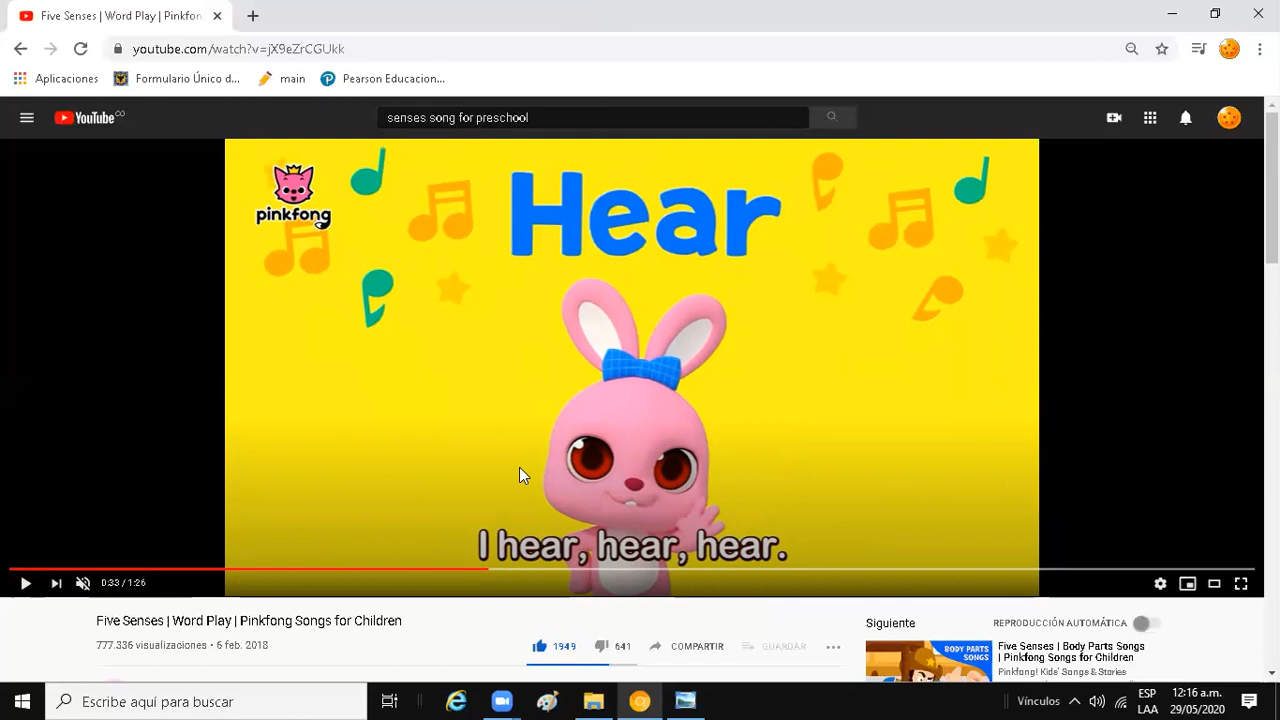 Five Senses | Word Play | Pinkfon
youtube.com/watch?v=jX9eZrCGUkk
Aplicaciones
Formulario Único d...
main
Pearson Educacion...
YouTube CO
senses song for preschool
pinkfong
Hear
I hear, hear, hear.
0:33 / 1:26
Five Senses | Word Play | Pinkfong Songs for Children
777.336 visualizaciones • 6 feb. 2018
1949
641
COMPARTIR
GUARDAR
Siguiente
REPRODUCCIÓN AUTOMÁTICA
BODY PARTS
SONGS
Five Senses | Body Parts Songs
| Pinkfong Songs for Children
Pinkfong! Kids' Songs & Stories
Escribe aquí para buscar
Vínculos
ESP
LAA
12:16 a.m.
29/05/2020